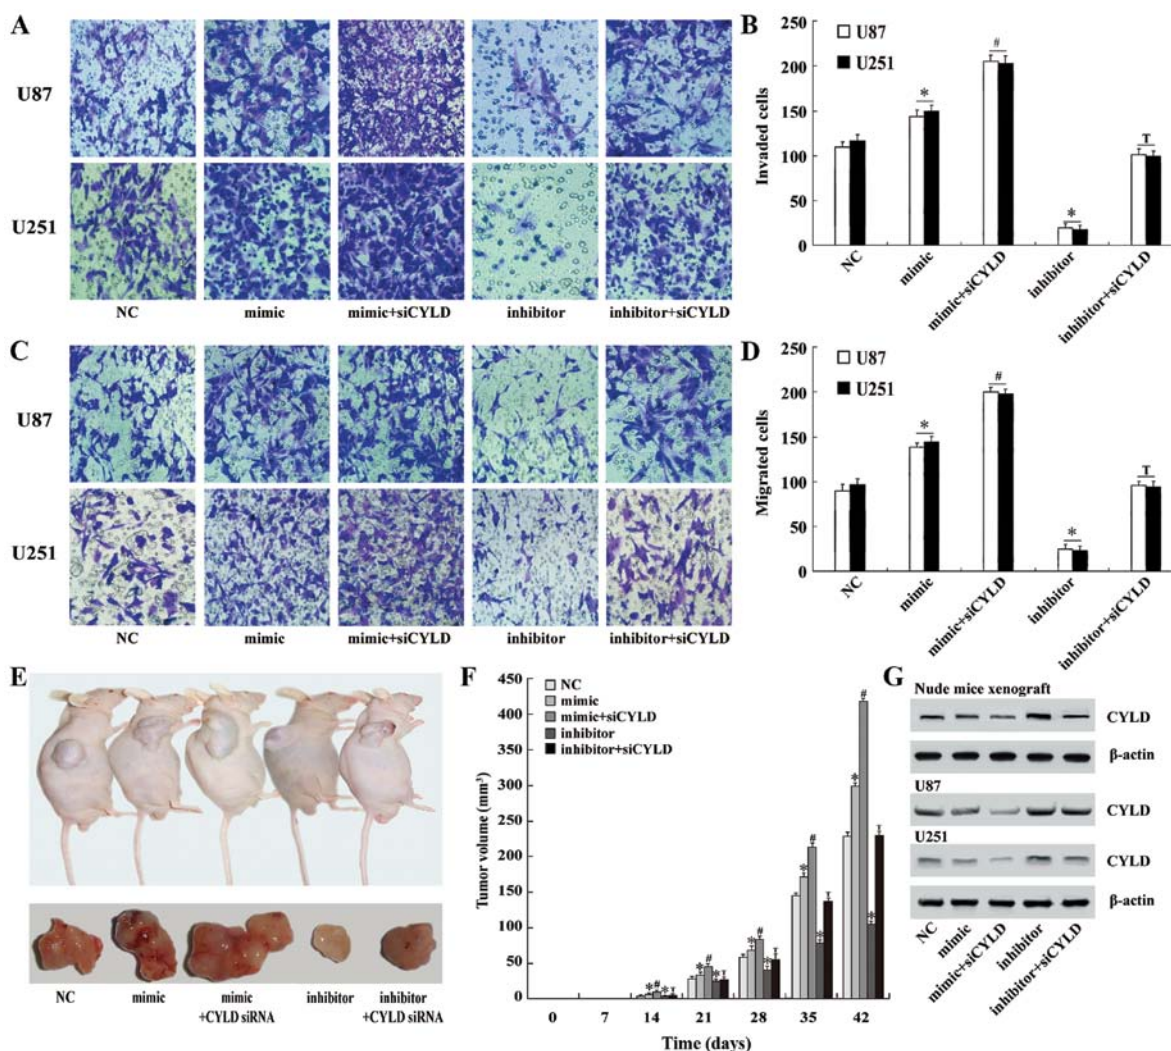 A
U87
U251
NC mimic mimic+siCYLD inhibitor inhibitor+siCYLD
B
U87
U251
Invaded cells
250
200
150
100
50
0
*
#
*
T
NC mimic mimic+siCYLD inhibitor inhibitor+siCYLD
C
U87
U251
NC mimic mimic+siCYLD inhibitor inhibitor+siCYLD
D
U87
U251
Migrated cells
250
200
150
100
50
0
*
#
*
T
NC mimic mimic+siCYLD inhibitor inhibitor+siCYLD
E
NC mimic mimic inhibitor inhibitor
+CYLD siRNA +CYLD siRNA
F
NC
mimic
mimic+siCYLD
inhibitor
inhibitor+siCYLD
Tumor volume (mm³)
450
400
350
300
250
200
150
100
50
0
*#*T
*#*T
*#*T
*#*T
*#*T
0 7 14 21 28 35 42
Time (days)
G
Nude mice xenograft
CYLD
β-actin
U87
CYLD
U251
CYLD
β-actin
NC mimic mimic+siCYLD inhibitor inhibitor+siCYLD